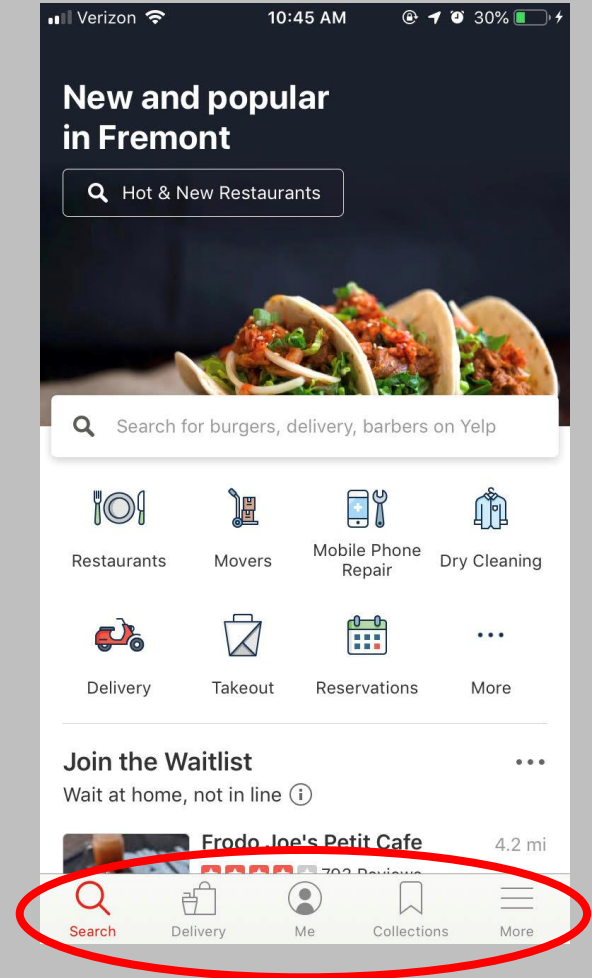 Verizon 10:45 AM 30%
New and popular
in Fremont
Hot & New Restaurants
Search for burgers, delivery, barbers on Yelp
Restaurants Movers Mobile Phone Repair Dry Cleaning
Delivery Takeout Reservations More
Join the Waitlist
Wait at home, not in line
Frodo Joe's Petit Cafe 4.2 mi
792 Reviews
Search Delivery Me Collections More